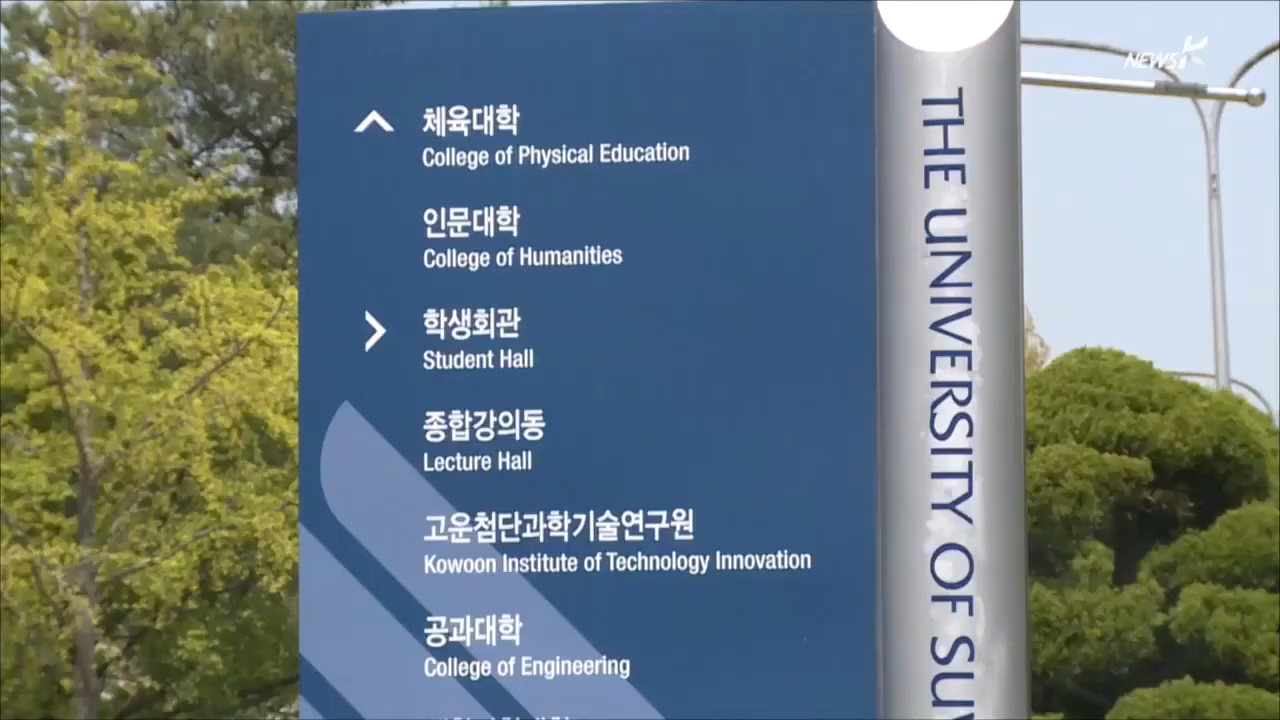 NEWS
체육대학
College of Physical Education
인문대학
College of Humanities
학생회관
Student Hall
종합강의동
Lecture Hall
고운첨단과학기술연구원
Kowoon Institute of Technology Innovation
공과대학
College of Engineering
THE UNIVERSITY OF SU